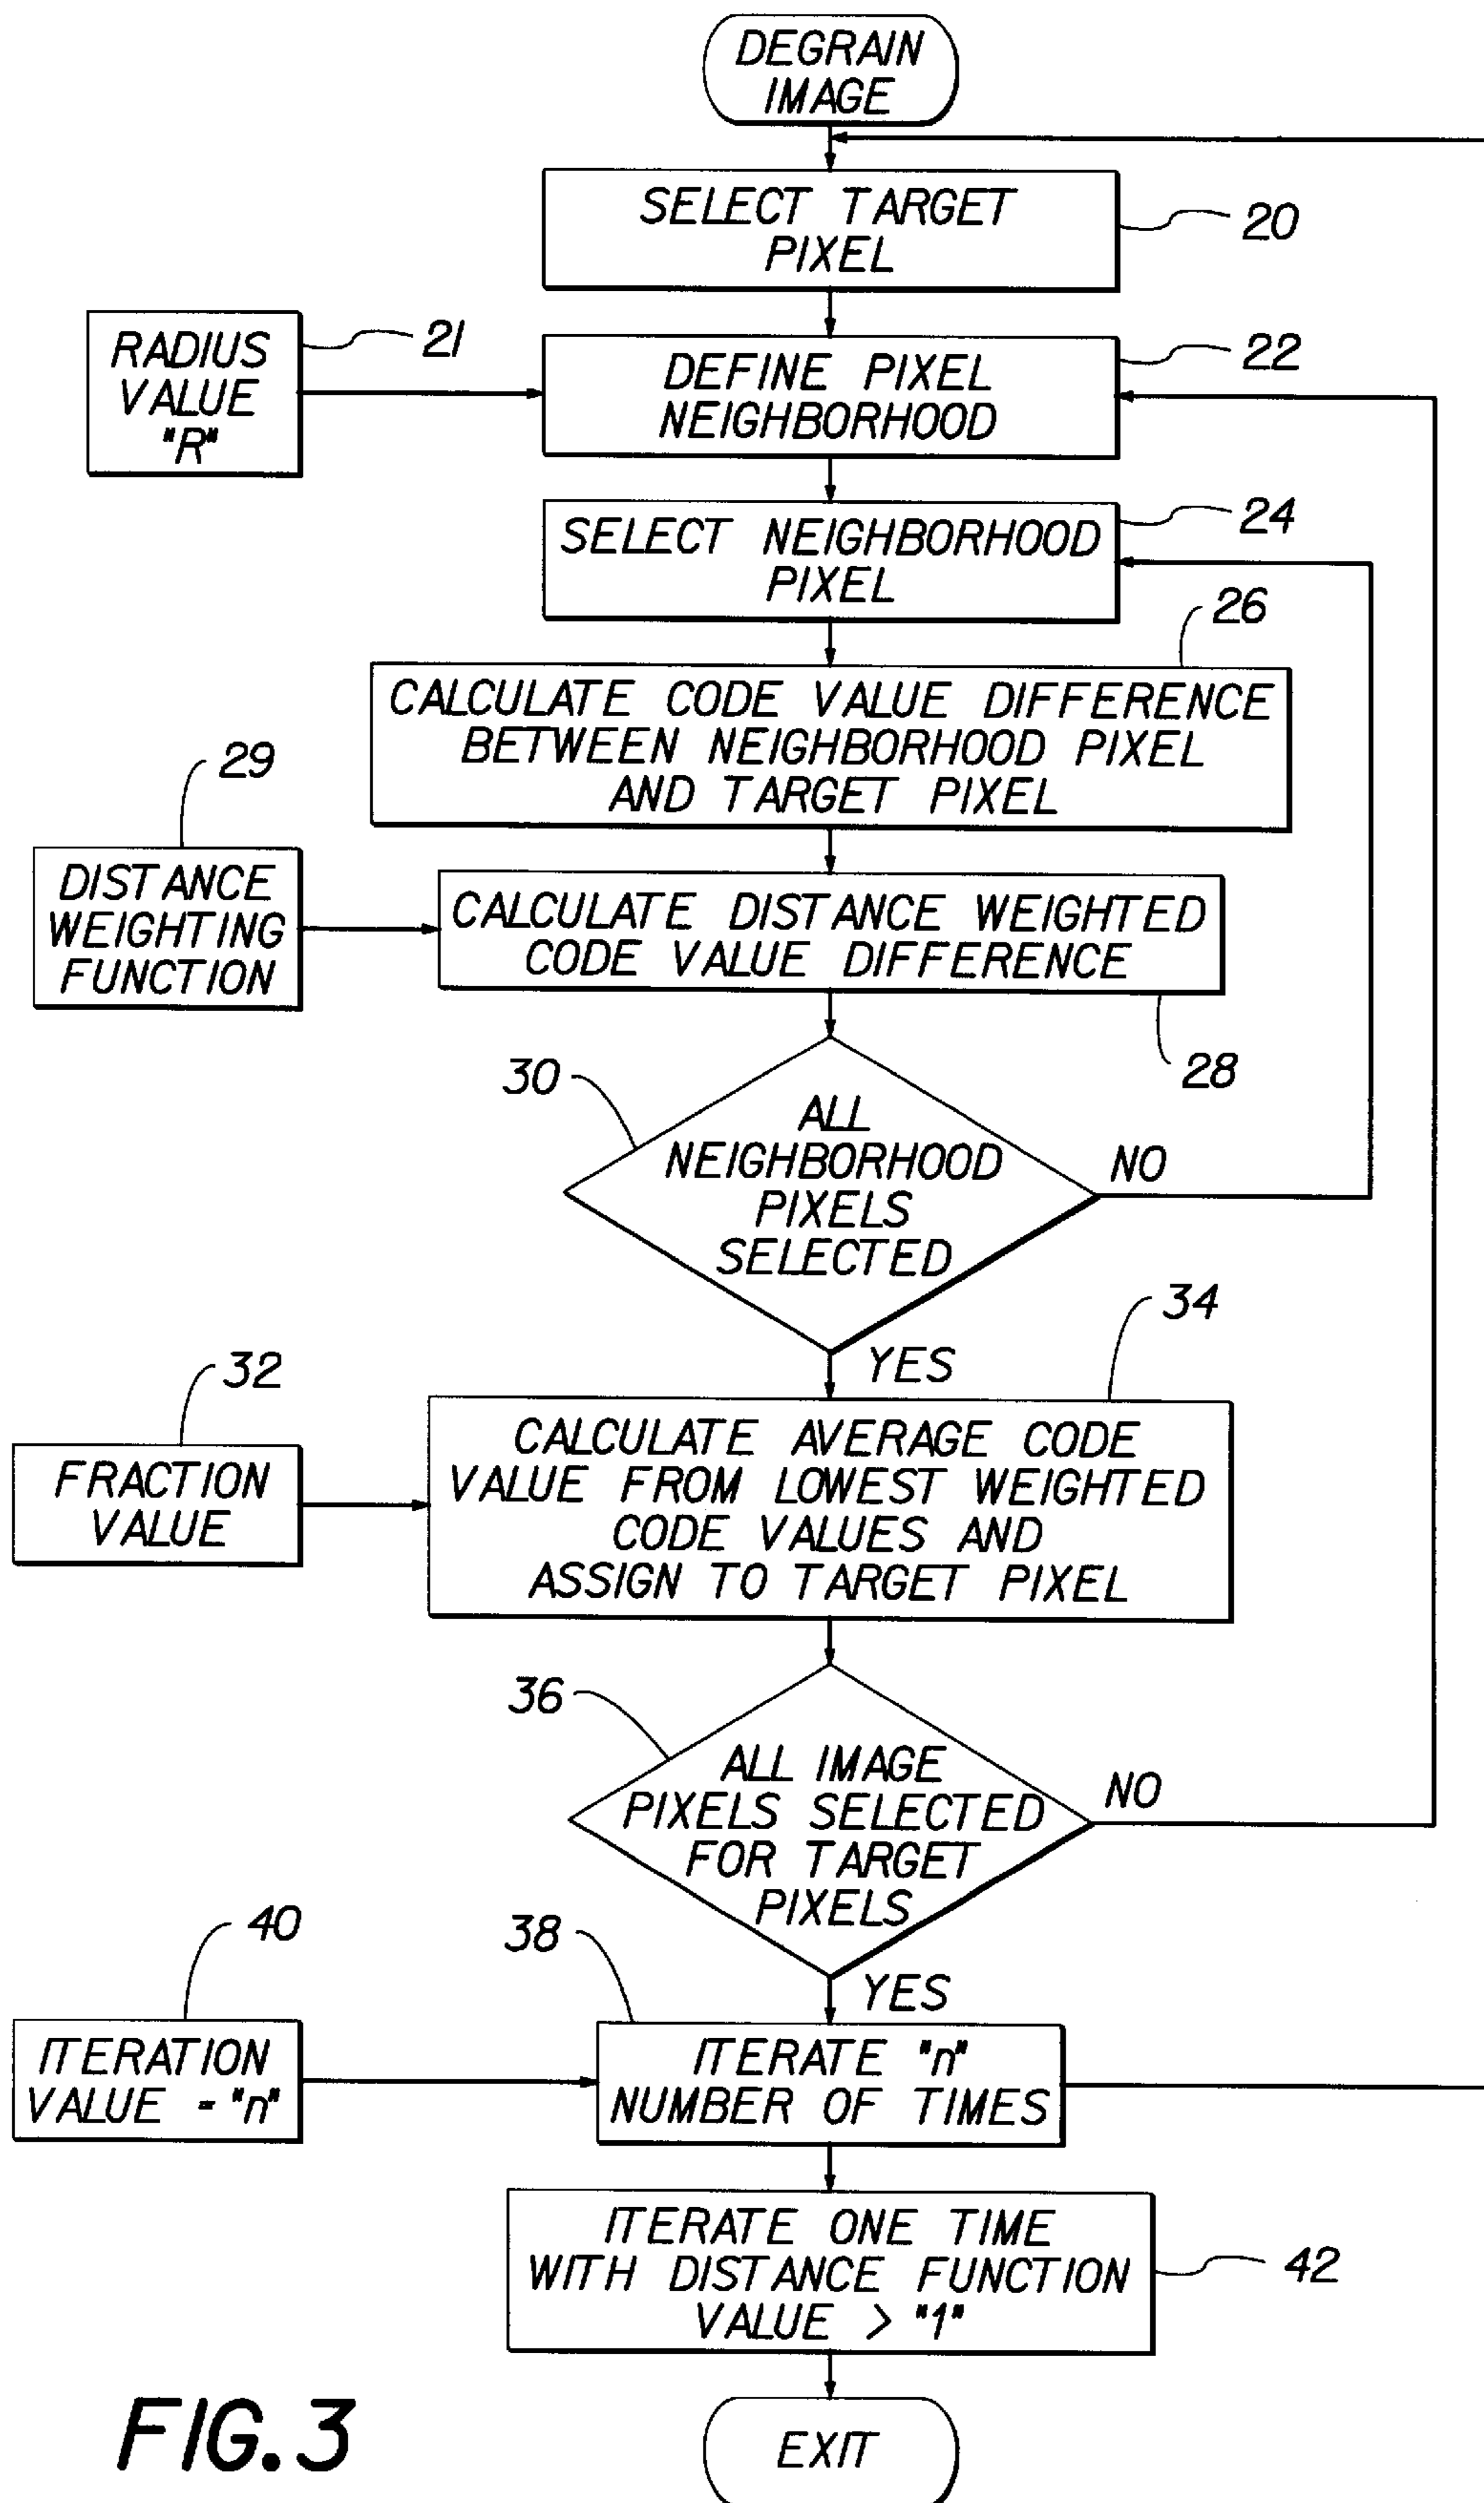 DEGRAIN
IMAGE
SELECT TARGET
PIXEL
20
RADIUS
VALUE
"R"
21
DEFINE PIXEL
NEIGHBORHOOD
22
SELECT NEIGHBORHOOD
PIXEL
24
26
CALCULATE CODE VALUE DIFFERENCE
BETWEEN NEIGHBORHOOD PIXEL
AND TARGET PIXEL
29
DISTANCE
WEIGHTING
FUNCTION
CALCULATE DISTANCE WEIGHTED
CODE VALUE DIFFERENCE
28
30
ALL
NEIGHBORHOOD
PIXELS
SELECTED
NO
YES
34
32
FRACTION
VALUE
CALCULATE AVERAGE CODE
VALUE FROM LOWEST WEIGHTED
CODE VALUES AND
ASSIGN TO TARGET PIXEL
36
ALL IMAGE
PIXELS SELECTED
FOR TARGET
PIXELS
NO
YES
40
38
ITERATION
VALUE = "n"
ITERATE "n"
NUMBER OF TIMES
ITERATE ONE TIME
WITH DISTANCE FUNCTION
VALUE > "1"
42
EXIT
FIG.3